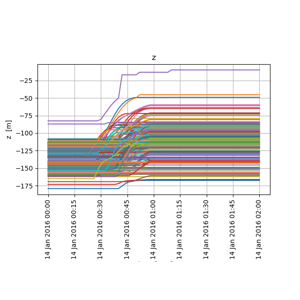 z
−25
−50
−75
−100
−125
−150
−175
z [m]
14 Jan 2016 00:00
14 Jan 2016 00:15
14 Jan 2016 00:30
14 Jan 2016 00:45
14 Jan 2016 01:00
14 Jan 2016 01:15
14 Jan 2016 01:30
14 Jan 2016 01:45
14 Jan 2016 02:00